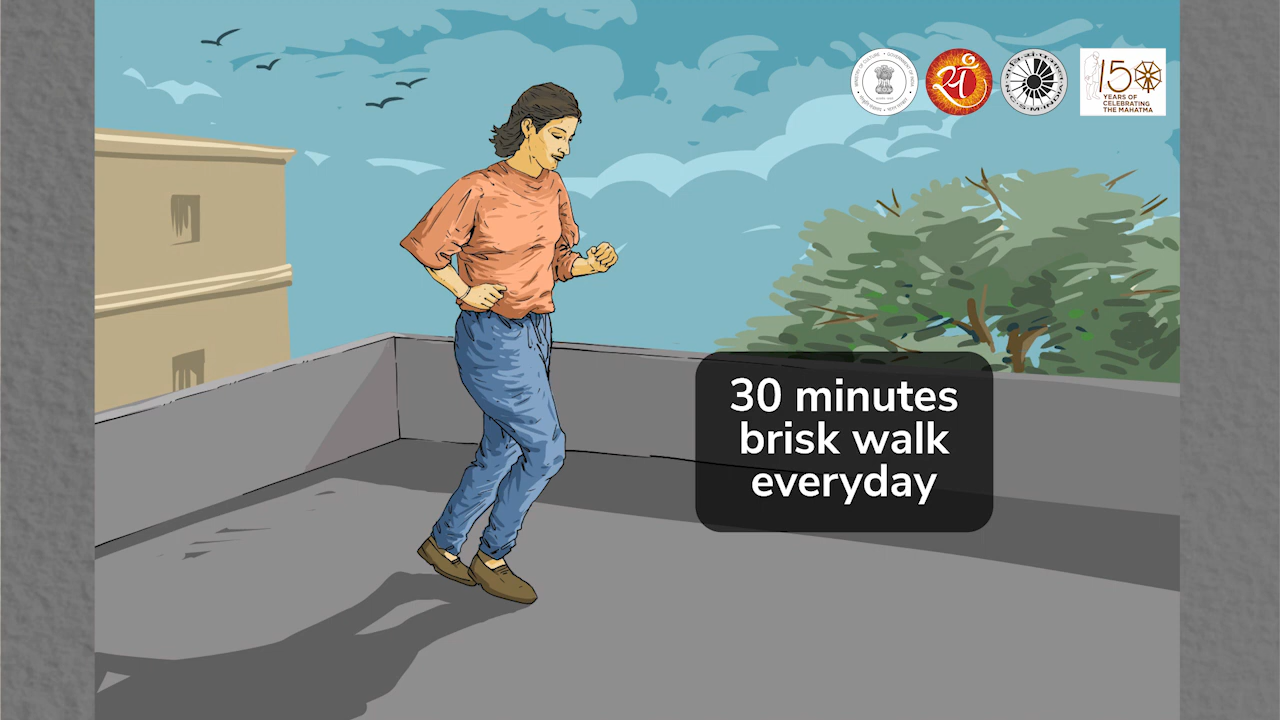 150
YEARS OF
CELEBRATING
THE MAHATMA
30 minutes
brisk walk
everyday